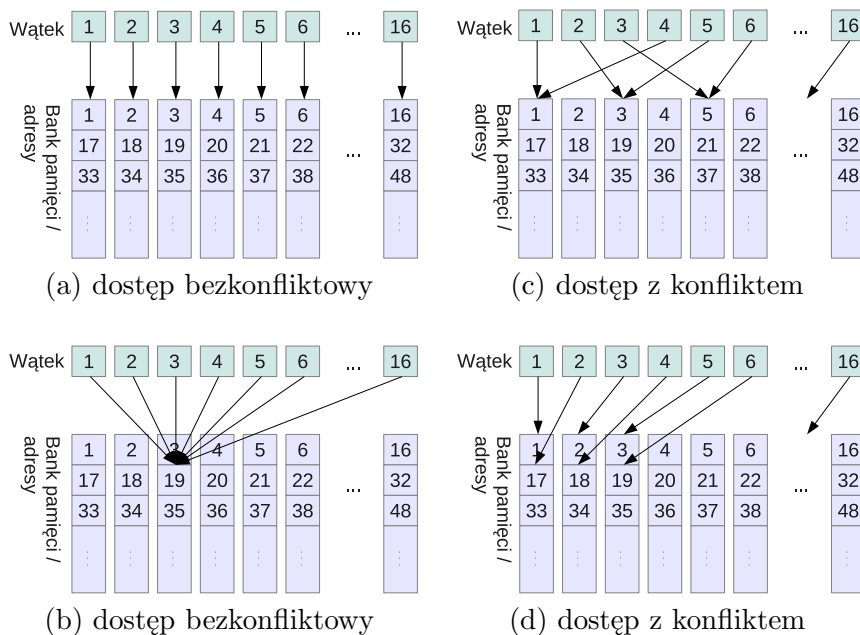 Wątek 1 2 3 4 5 6 ... 16
Bank pamięci /
adresy
1 2 3 4 5 6 16
17 18 19 20 21 22 ... 32
33 34 35 36 37 38 48
(a) dostęp bezkonfliktowy
Wątek 1 2 3 4 5 6 ... 16
Bank pamięci /
adresy
1 2 3 4 5 6 16
17 18 19 20 21 22 ... 32
33 34 35 36 37 38 48
(c) dostęp z konfliktem
Wątek 1 2 3 4 5 6 ... 16
Bank pamięci /
adresy
1 2 3 4 5 6 16
17 18 19 20 21 22 ... 32
33 34 35 36 37 38 48
(b) dostęp bezkonfliktowy
Wątek 1 2 3 4 5 6 ... 16
Bank pamięci /
adresy
1 2 3 4 5 6 16
17 18 19 20 21 22 ... 32
33 34 35 36 37 38 48
(d) dostęp z konfliktem